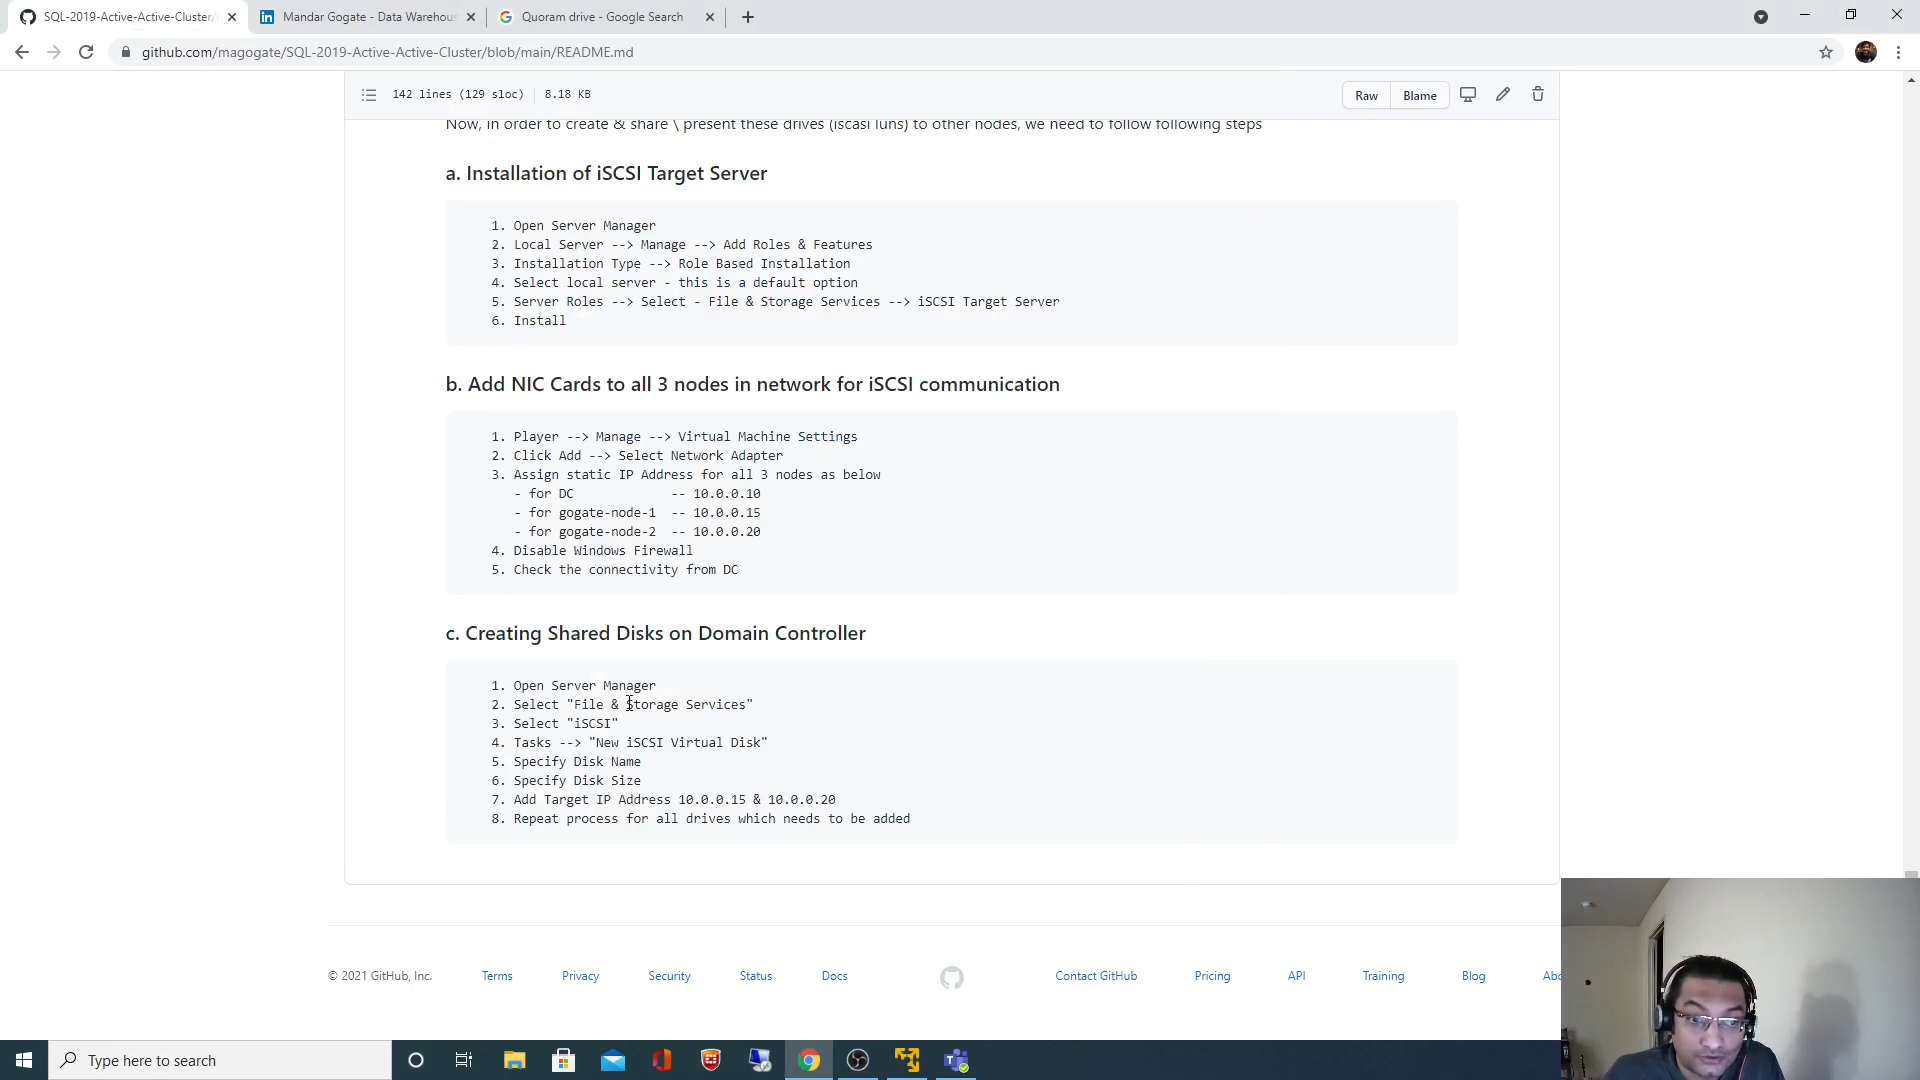 SQL-2019-Active-Active-Cluster/
Mandar Gogate - Data Warehous
Quoram drive - Google Search
github.com/magogate/SQL-2019-Active-Active-Cluster/blob/main/README.md
142 lines (129 sloc) 8.18 KB
Raw Blame
Now, in order to create & share \ present these drives (iscasi luns) to other nodes, we need to follow following steps
a. Installation of iSCSI Target Server
1. Open Server Manager
2. Local Server --> Manage --> Add Roles & Features
3. Installation Type --> Role Based Installation
4. Select local server - this is a default option
5. Server Roles --> Select - File & Storage Services --> iSCSI Target Server
6. Install
b. Add NIC Cards to all 3 nodes in network for iSCSI communication
1. Player --> Manage --> Virtual Machine Settings
2. Click Add --> Select Network Adapter
3. Assign static IP Address for all 3 nodes as below
- for DC -- 10.0.0.10
- for gogate-node-1 -- 10.0.0.15
- for gogate-node-2 -- 10.0.0.20
4. Disable Windows Firewall
5. Check the connectivity from DC
c. Creating Shared Disks on Domain Controller
1. Open Server Manager
2. Select "File & Storage Services"
3. Select "iSCSI"
4. Tasks --> "New iSCSI Virtual Disk"
5. Specify Disk Name
6. Specify Disk Size
7. Add Target IP Address 10.0.0.15 & 10.0.0.20
8. Repeat process for all drives which needs to be added
© 2021 GitHub, Inc. Terms Privacy Security Status Docs Contact GitHub Pricing API Training Blog Abo
Type here to search